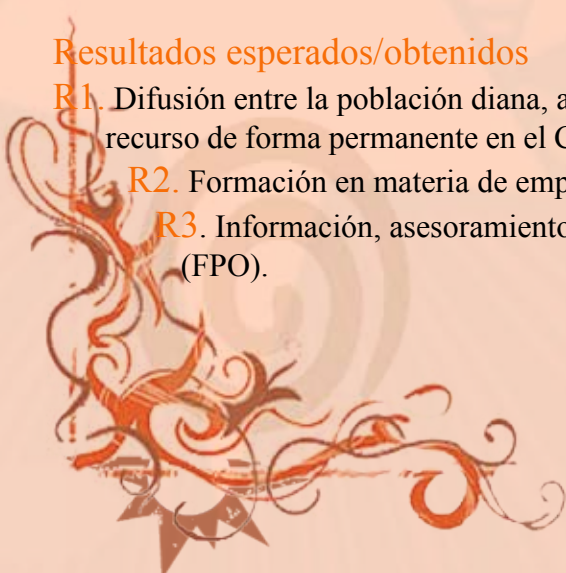 Resultados esperados/obtenidos
R1. Difusión entre la población diana,
recurso de forma permanente en el
R2. Formación en materia de
R3. Información, asesoramiento
(FPO).